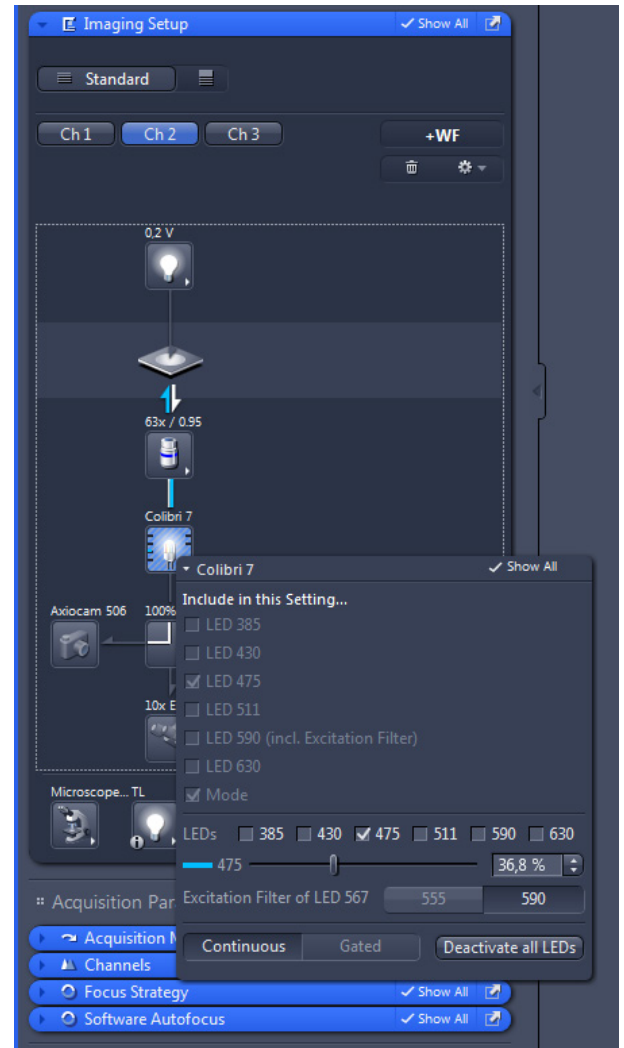 Imaging Setup Show All
Standard
Ch 1 Ch 2 Ch 3 +WF
0,2 V
63x / 0.95
Colibri 7
Colibri 7 Show All
Include in this Setting...
Axiocam 506 100%
LED 385
LED 430
LED 475
10x E
LED 511
LED 590 (incl. Excitation Filter)
LED 630
Microscope... TL
Mode
LEDs 385 430 475 511 590 630
475 36,8 %
Excitation Filter of LED 567 555 590
Acquisition Par
Continuous Gated Deactivate all LEDs
Acquisition M
Channels
Focus Strategy Show All
Software Autofocus Show All